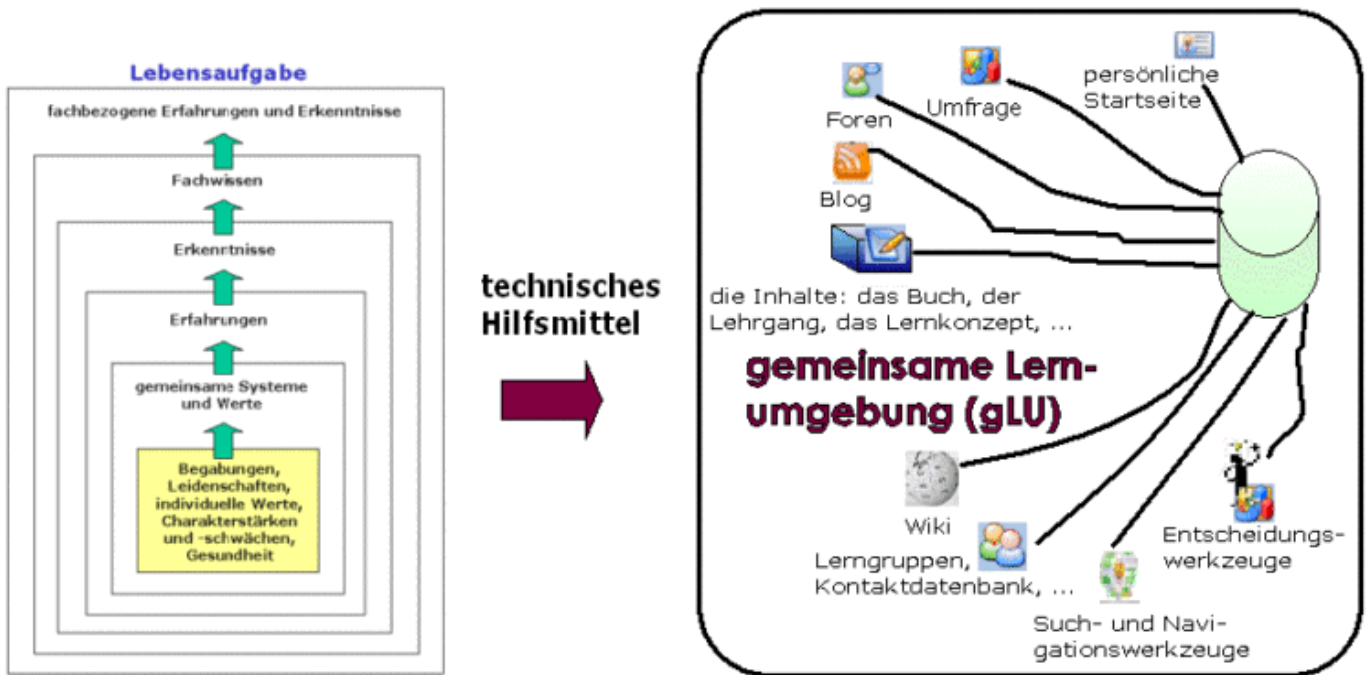 Lebensaufgabe
fachbezogene Erfahrungen und Erkenntnisse
Fachwissen
Erkenntnisse
Erfahrungen
gemeinsame Systeme
und Werte
Begabungen,
Leidenschaften,
individuelle Werte,
Charakterstärken
und -schwächen,
Gesundheit
technisches
Hilfsmittel
persönliche
Startseite
Umfrage
Foren
Blog
die Inhalte: das Buch, der
Lehrgang, das Lernkonzept, ...
gemeinsame Lern-
umgebung (gLU)
Wiki
Lerngruppen,
Kontaktdatenbank, ...
Entscheidungs-
werkzeuge
Such- und Navi-
gationswerkzeuge